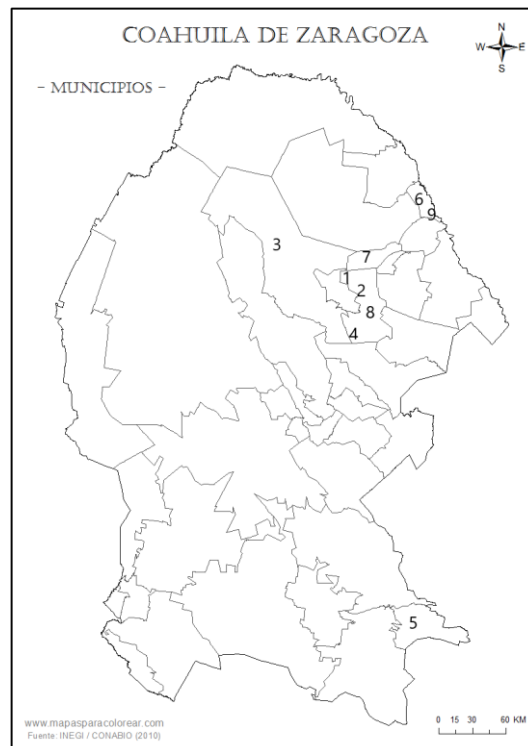 COAHUILA DE ZARAGOZA
N
W E
S
- MUNICIPIOS -
6
9
3
7
1
2
8
4
5
www.mapasparacolorear.com
Fuente: INEGI / CONABIO (2010)
0 15 30 60 KM